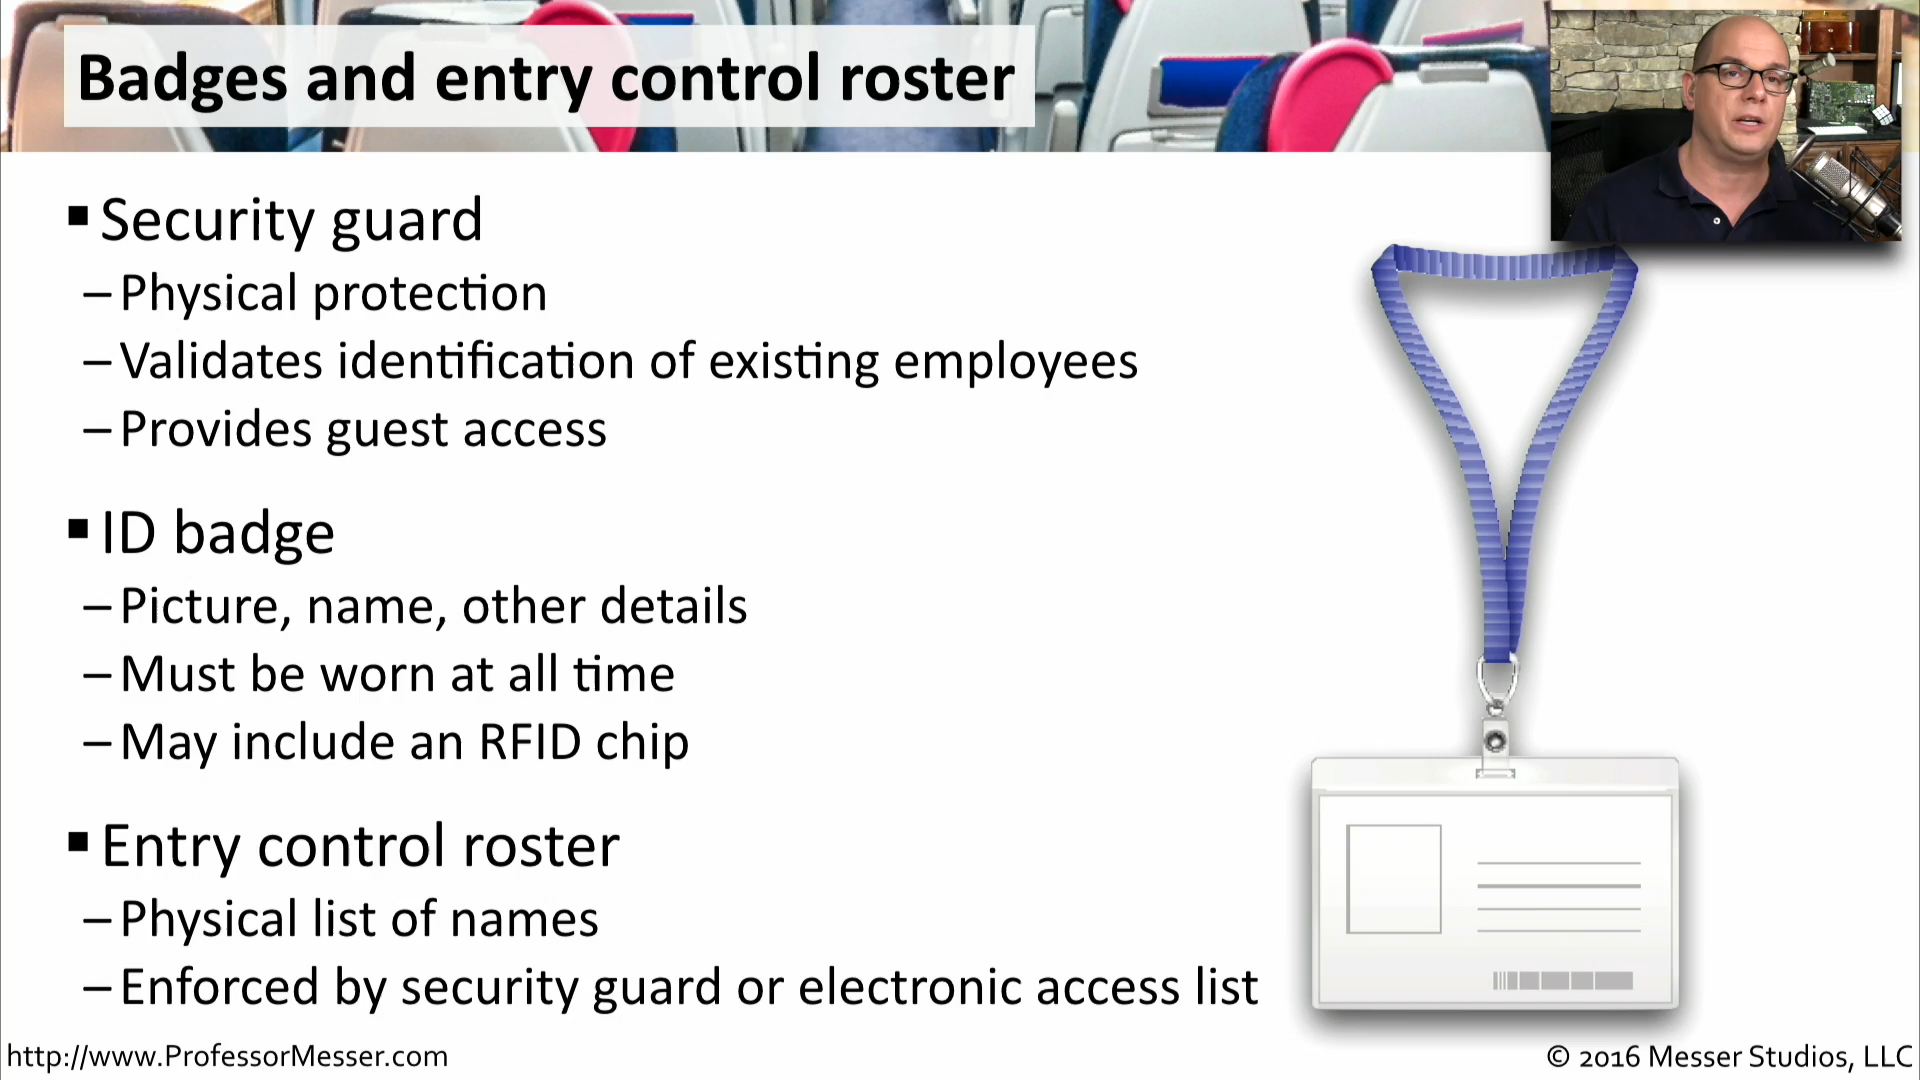 Badges and entry control roster
▪ Security guard
– Physical protection
– Validates identification of existing employees
– Provides guest access
▪ ID badge
– Picture, name, other details
– Must be worn at all time
– May include an RFID chip
▪ Entry control roster
– Physical list of names
– Enforced by security guard or electronic access list
http://www.ProfessorMesser.com
© 2016 Messer Studios, LLC